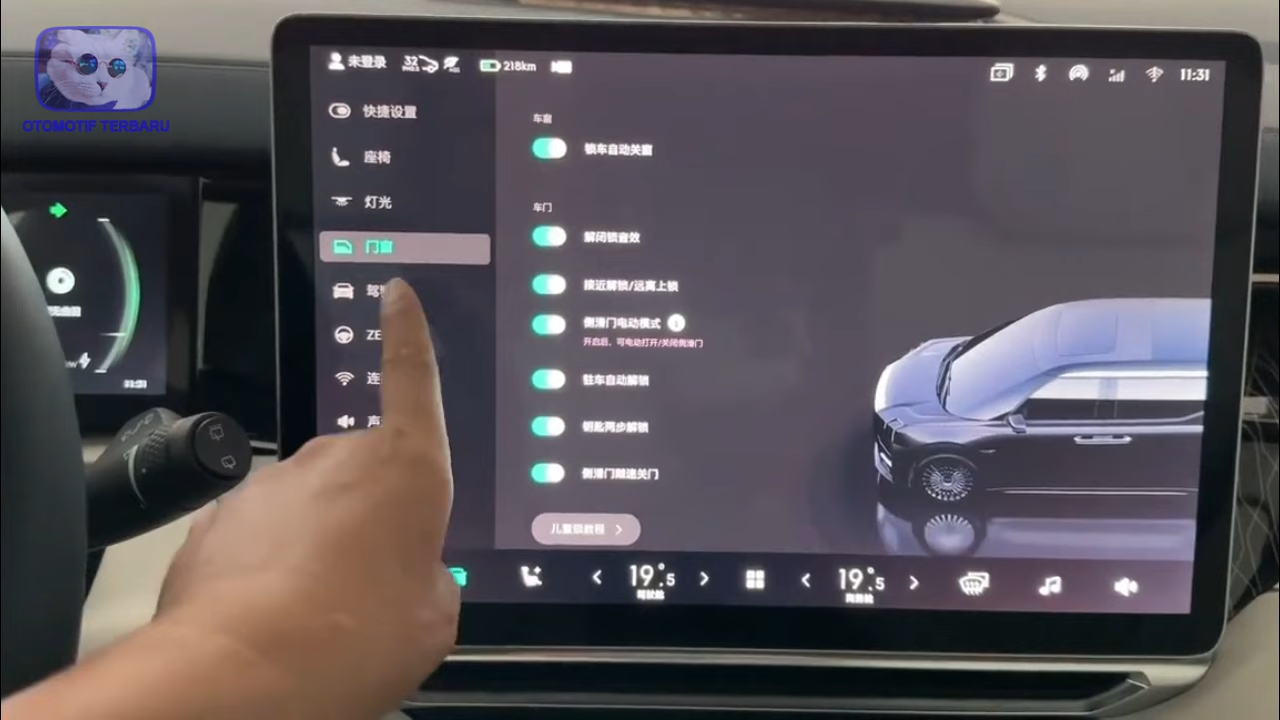 OTOMOTIF TERBARU
未登录
32
PM2.5
218km
11:31
快捷设置
座椅
灯光
门窗
驾
ZE
连
声
车窗
锁车自动关窗
车门
解闭锁音效
接近解锁/远离上锁
侧滑门电动模式
开启后，可电动打开/关闭侧滑门
驻车自动解锁
钥匙同步解锁
侧滑门随速关门
儿童锁教程
19.5
驾驶舱
19.5